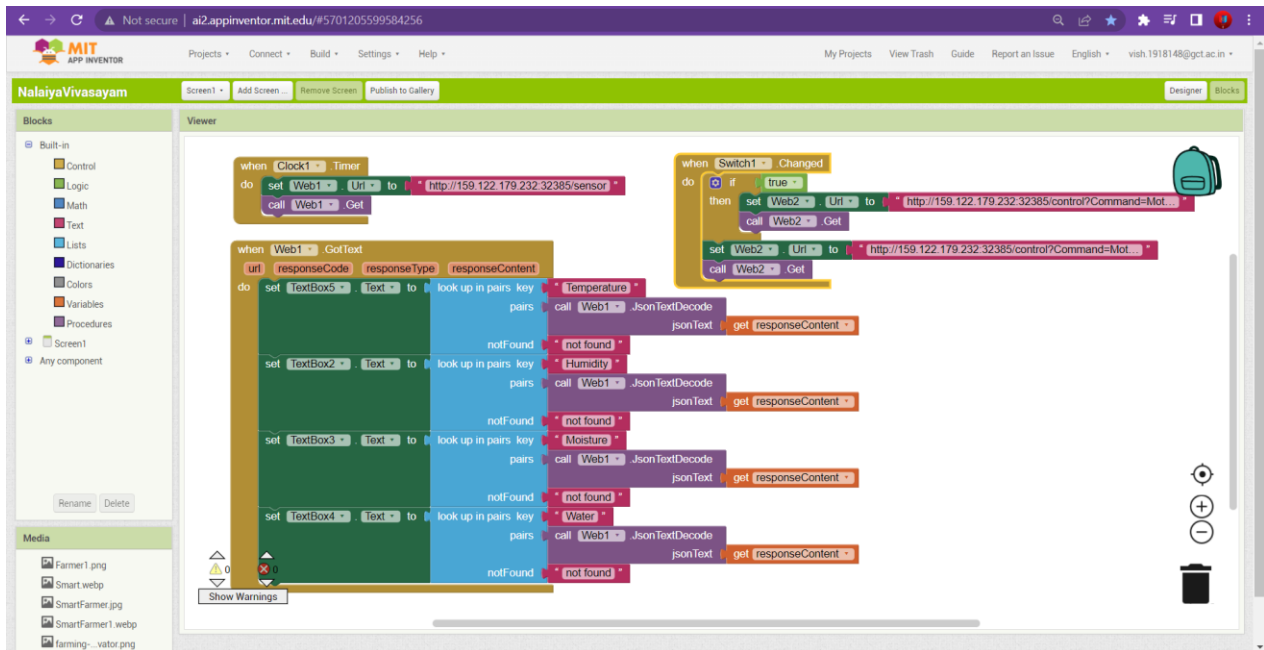 Not secure | ai2.appinventor.mit.edu/#5701205599584256
MIT
APP INVENTOR
Projects Connect Build Settings Help My Projects View Trash Guide Report an Issue English vish.1918148@gct.ac.in
NalaiyaVivasayam Screen1 Add Screen ... Remove Screen Publish to Gallery Designer Blocks
Blocks
Built-in
Control
Logic
Math
Text
Lists
Dictionaries
Colors
Variables
Procedures
Screen1
Any component
Rename Delete
Media
Farmer1.png
Smart.webp
SmartFarmer.jpg
SmartFarmer1.webp
farming-...vator.png
Viewer
when Clock1 .Timer
do set Web1 . Url to " http://159.122.179.232:32385/sensor "
call Web1 .Get
when Web1 .GotText
url responseCode responseType responseContent
do set TextBox5 . Text to look up in pairs key " Temperature "
pairs call Web1 .JsonTextDecode
jsonText get responseContent
notFound " not found "
set TextBox2 . Text to look up in pairs key " Humidity "
pairs call Web1 .JsonTextDecode
jsonText get responseContent
notFound " not found "
set TextBox3 . Text to look up in pairs key " Moisture "
pairs call Web1 .JsonTextDecode
jsonText get responseContent
notFound " not found "
set TextBox4 . Text to look up in pairs key " Water "
pairs call Web1 .JsonTextDecode
jsonText get responseContent
notFound " not found "
when Switch1 .Changed
do if true
then set Web2 . Url to " http://159.122.179.232:32385/control?Command=Mot... "
call Web2 .Get
set Web2 . Url to " http://159.122.179.232:32385/control?Command=Mot... "
call Web2 .Get
0 0
Show Warnings